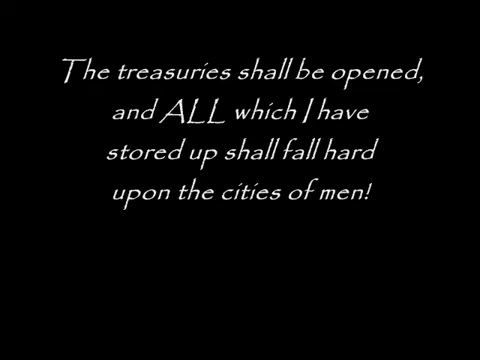 The treasuries shall be opened,
and ALL which I have
stored up shall fall hard
upon the cities of men!